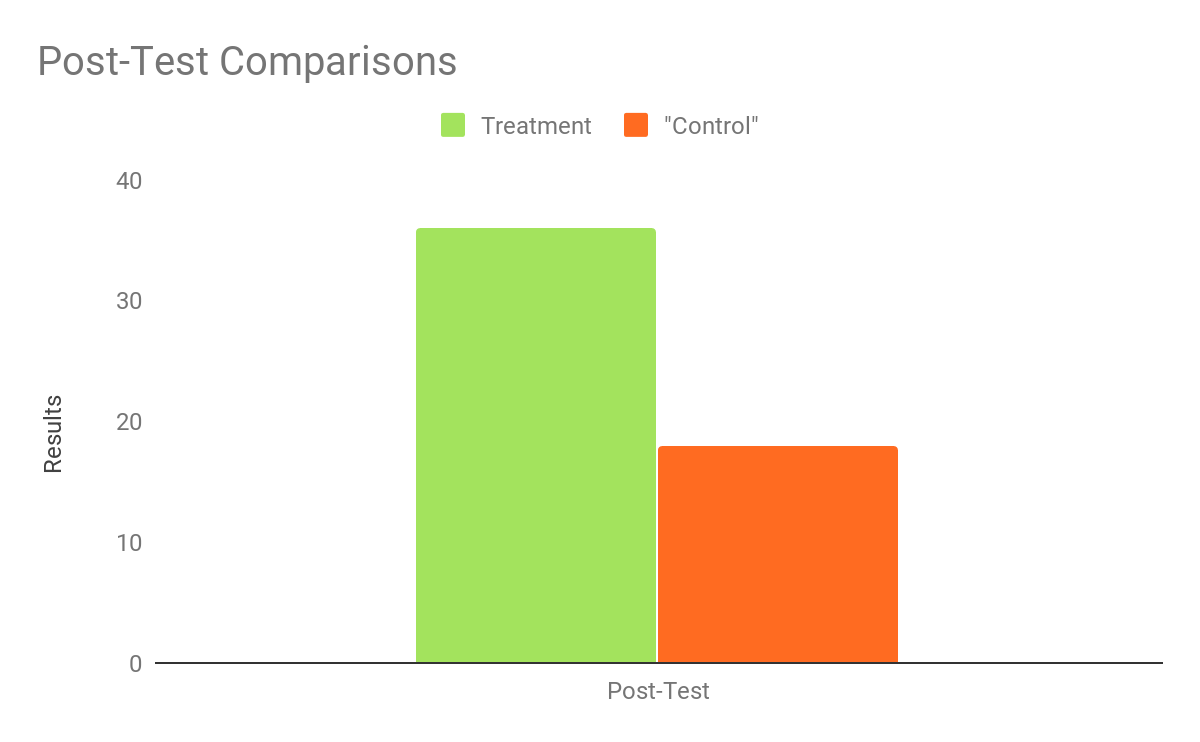 Post-Test Comparisons
Treatment "Control"
40
30
20
10
0
Results
Post-Test